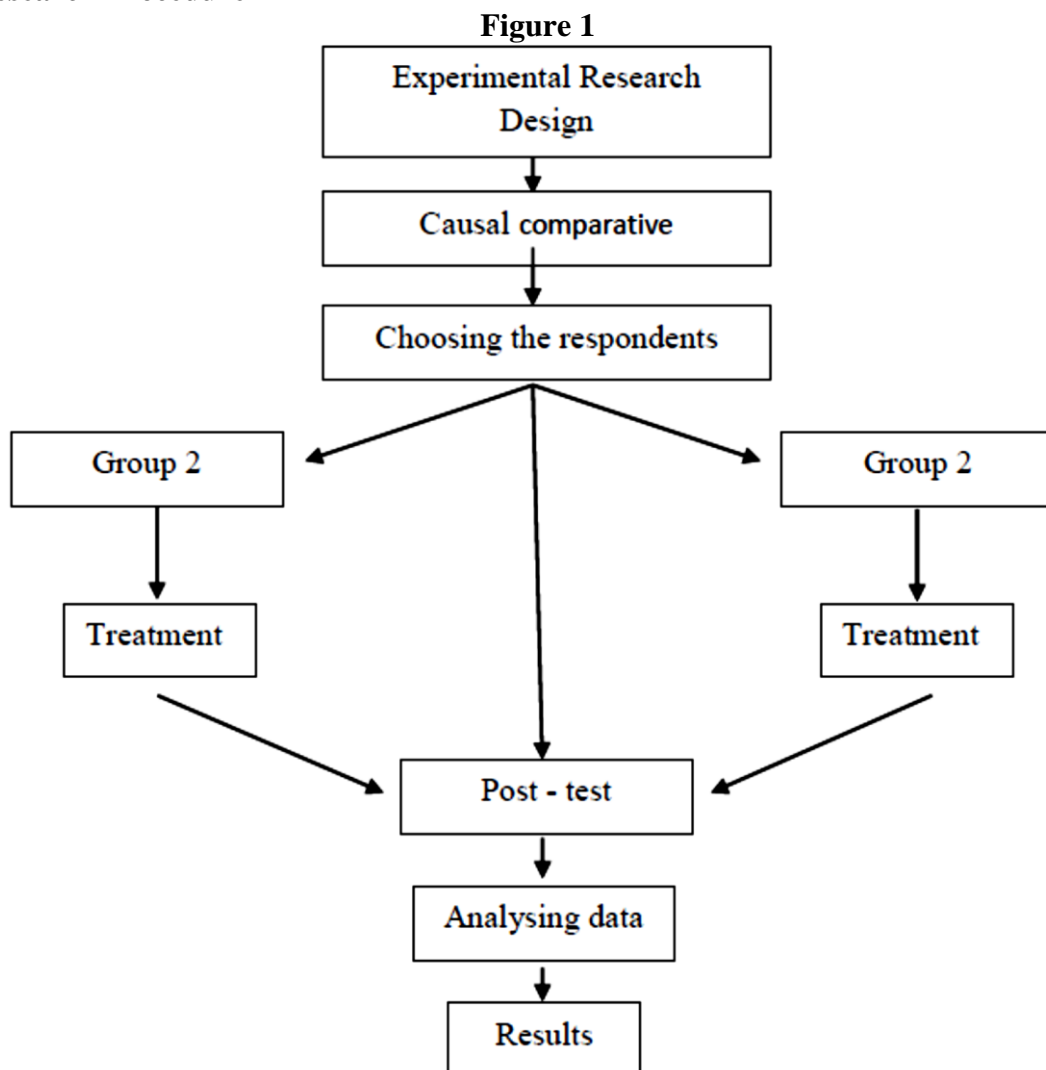 Figure 1
Experimental Research
Design
Causal comparative
Choosing the respondents
Group 2
Group 2
Treatment
Treatment
Post - test
Analysing data
Results